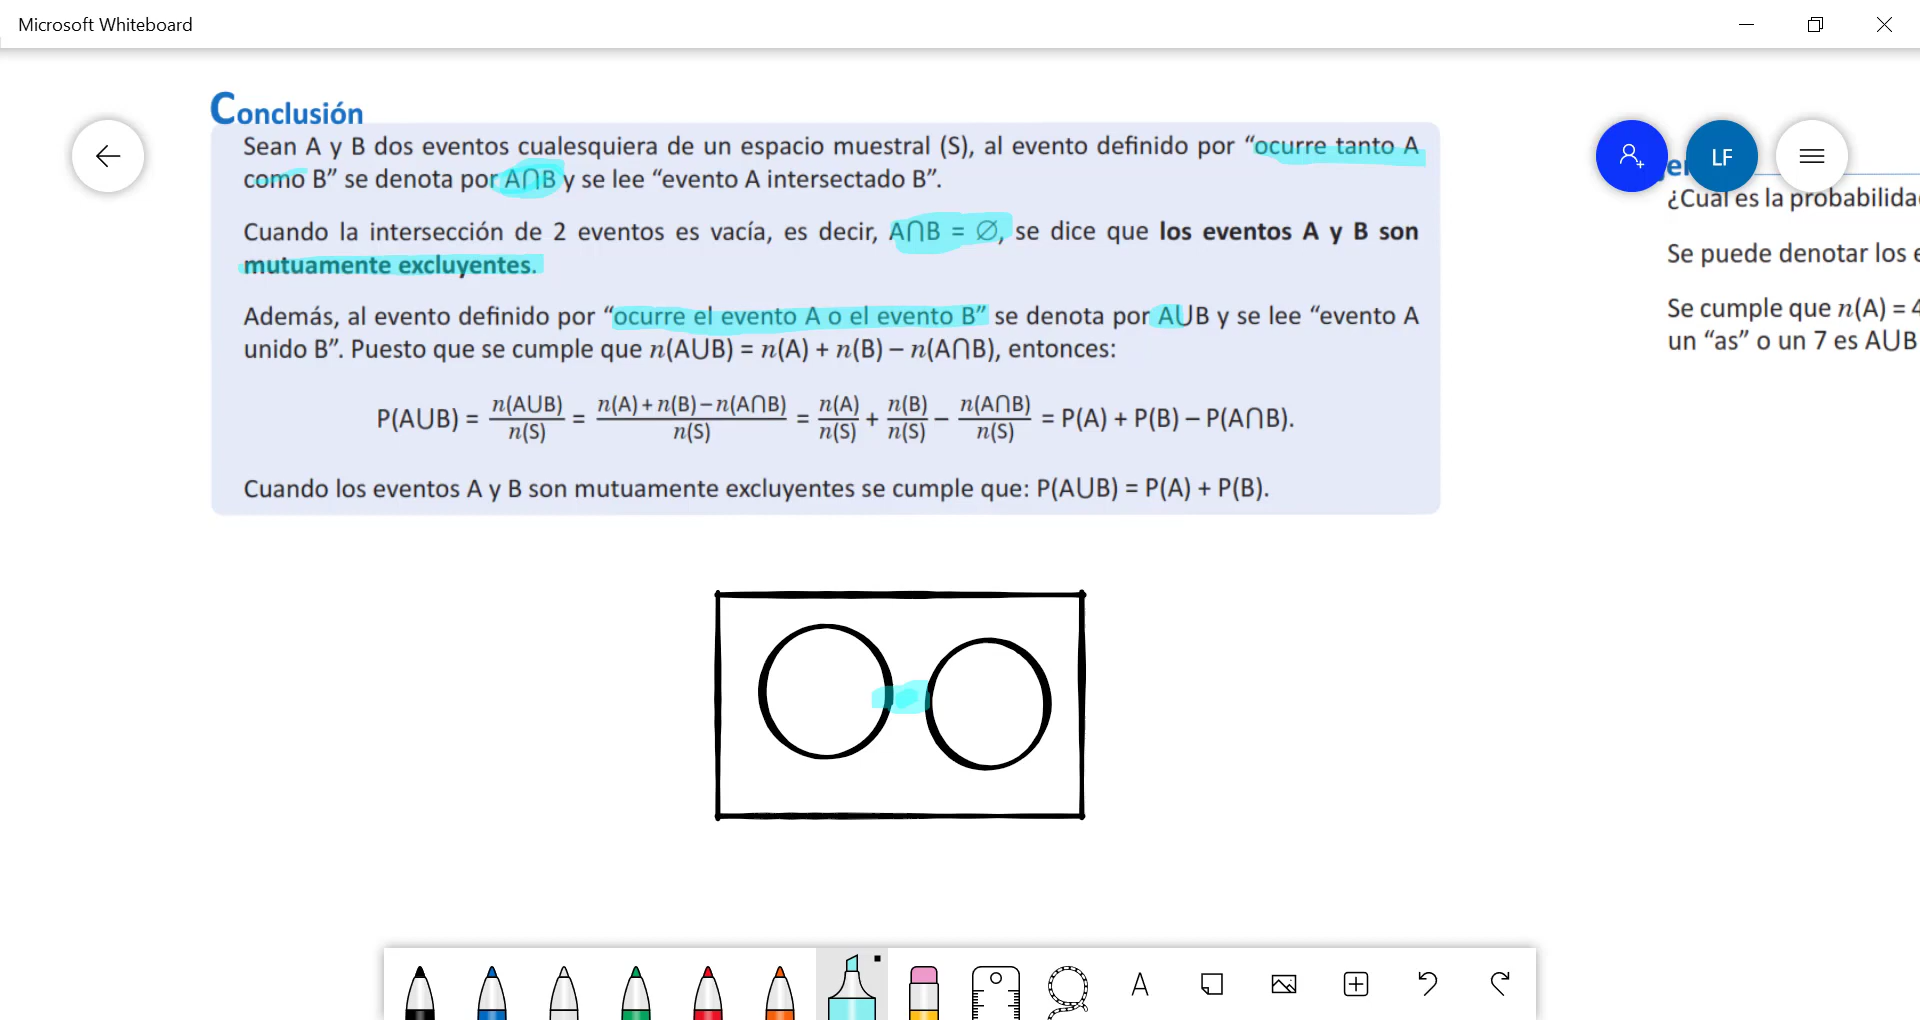 Microsoft Whiteboard
Conclusión
Sean A y B dos eventos cualesquiera de un espacio muestral (S), al evento definido por “ocurre tanto A
como B” se denota por A∩B y se lee “evento A intersectado B”.
Cuando la intersección de 2 eventos es vacía, es decir, A∩B = ∅, se dice que los eventos A y B son
mutuamente excluyentes.
Además, al evento definido por “ocurre el evento A o el evento B” se denota por A∪B y se lee “evento A
unido B”. Puesto que se cumple que n(A∪B) = n(A) + n(B) – n(A∩B), entonces:
P(A∪B) = n(A∪B)/n(S) = n(A)+n(B)–n(A∩B)/n(S) = n(A)/n(S) + n(B)/n(S) – n(A∩B)/n(S) = P(A) + P(B) – P(A∩B).
Cuando los eventos A y B son mutuamente excluyentes se cumple que: P(A∪B) = P(A) + P(B).
LF
¿Cuál es la probabilida
Se puede denotar los e
Se cumple que n(A) = 4
un “as” o un 7 es A∪B
A